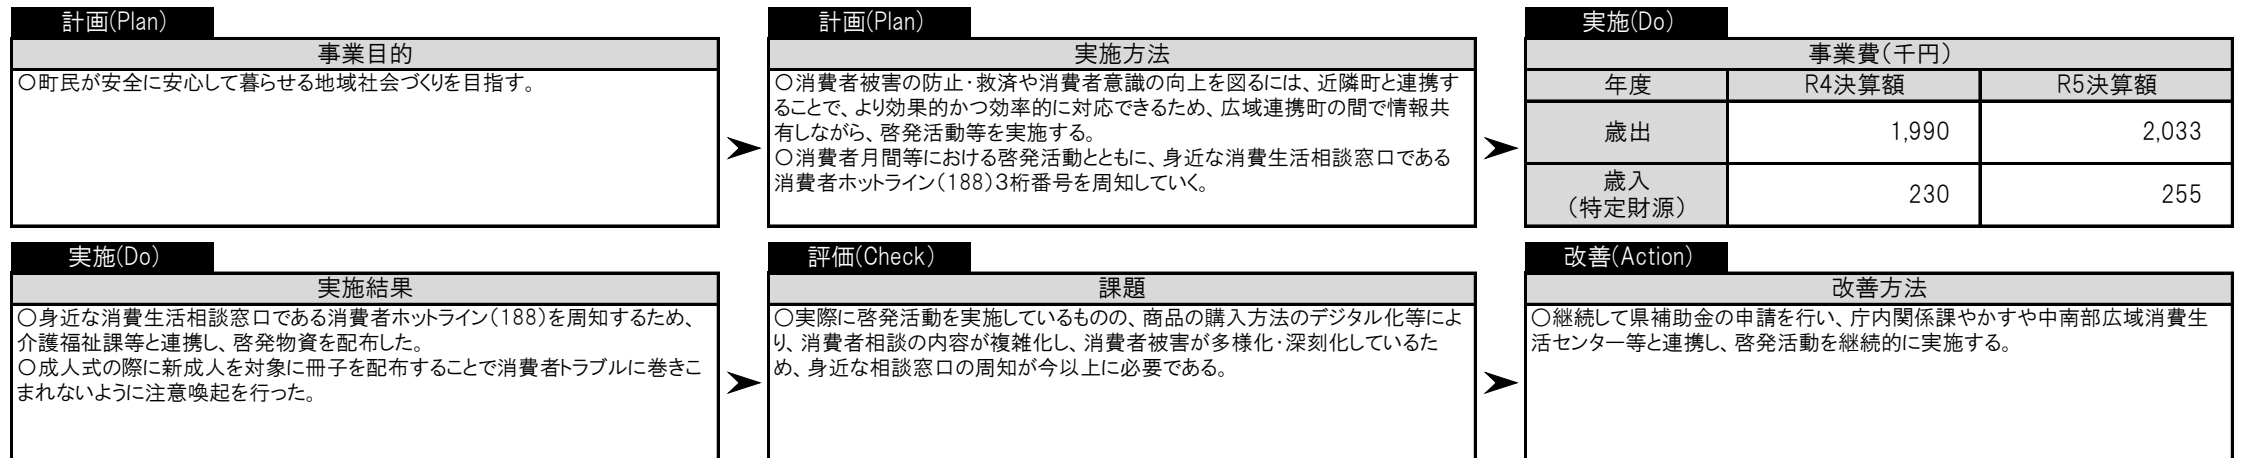 計画(Plan)
事業目的
○町民が安全に安心して暮らせる地域社会づくりを目指す。
計画(Plan)
実施方法
○消費者被害の防止・救済や消費者意識の向上を図るには、近隣町と連携す
ることで、より効果的かつ効率的に対応できるため、広域連携町の間で情報共
有しながら、啓発活動等を実施する。
○消費者月間等における啓発活動とともに、身近な消費生活相談窓口である
消費者ホットライン(188)3桁番号を周知していく。
実施(Do)
事業費(千円)
年度 R4決算額 R5決算額
歳出 1,990 2,033
歳入
(特定財源) 230 255
実施(Do)
実施結果
○身近な消費生活相談窓口である消費者ホットライン(188)を周知するため、
介護福祉課等と連携し、啓発物資を配布した。
○成人式の際に新成人を対象に冊子を配布することで消費者トラブルに巻きこ
まれないように注意喚起を行った。
評価(Check)
課題
○実際に啓発活動を実施しているものの、商品の購入方法のデジタル化等によ
り、消費者相談の内容が複雑化し、消費者被害が多様化・深刻化しているた
め、身近な相談窓口の周知が今以上に必要である。
改善(Action)
改善方法
○継続して県補助金の申請を行い、庁内関係課やかすや中南部広域消費生
活センター等と連携し、啓発活動を継続的に実施する。